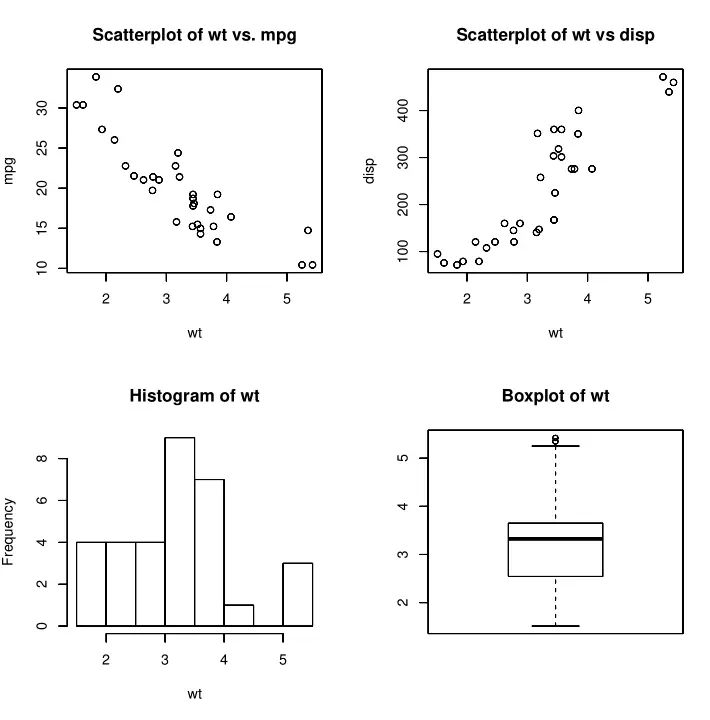 Scatterplot of wt vs. mpg
mpg
10 15 20 25 30
2 3 4 5
wt
Scatterplot of wt vs disp
disp
100 200 300 400
2 3 4 5
wt
Histogram of wt
Frequency
0 2 4 6 8
2 3 4 5
wt
Boxplot of wt
2 3 4 5